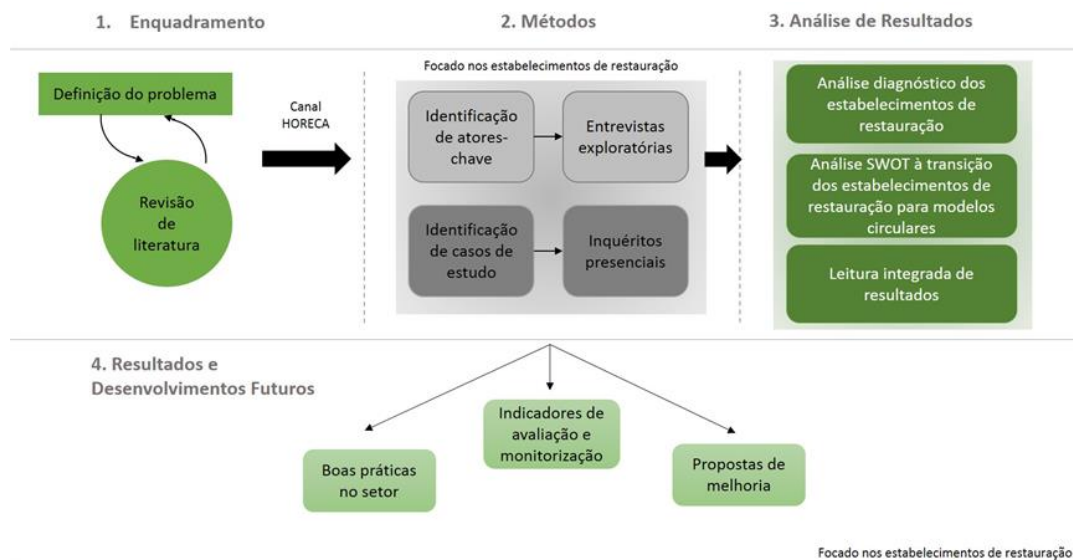 1. Enquadramento
2. Métodos
3. Análise de Resultados
Definição do problema
Revisão
de
literatura
Canal
HORECA
Focado nos estabelecimentos de restauração
Identificação
de atores-
chave
Entrevistas
exploratórias
Identificação
de casos de
estudo
Inquéritos
presenciais
Análise diagnóstico dos
estabelecimentos de
restauração
Análise SWOT à transição
dos estabelecimentos de
restauração para modelos
circulares
Leitura integrada de
resultados
4. Resultados e
Desenvolvimentos Futuros
Boas práticas
no setor
Indicadores de
avaliação e
monitorização
Propostas de
melhoria
Focado nos estabelecimentos de restauração